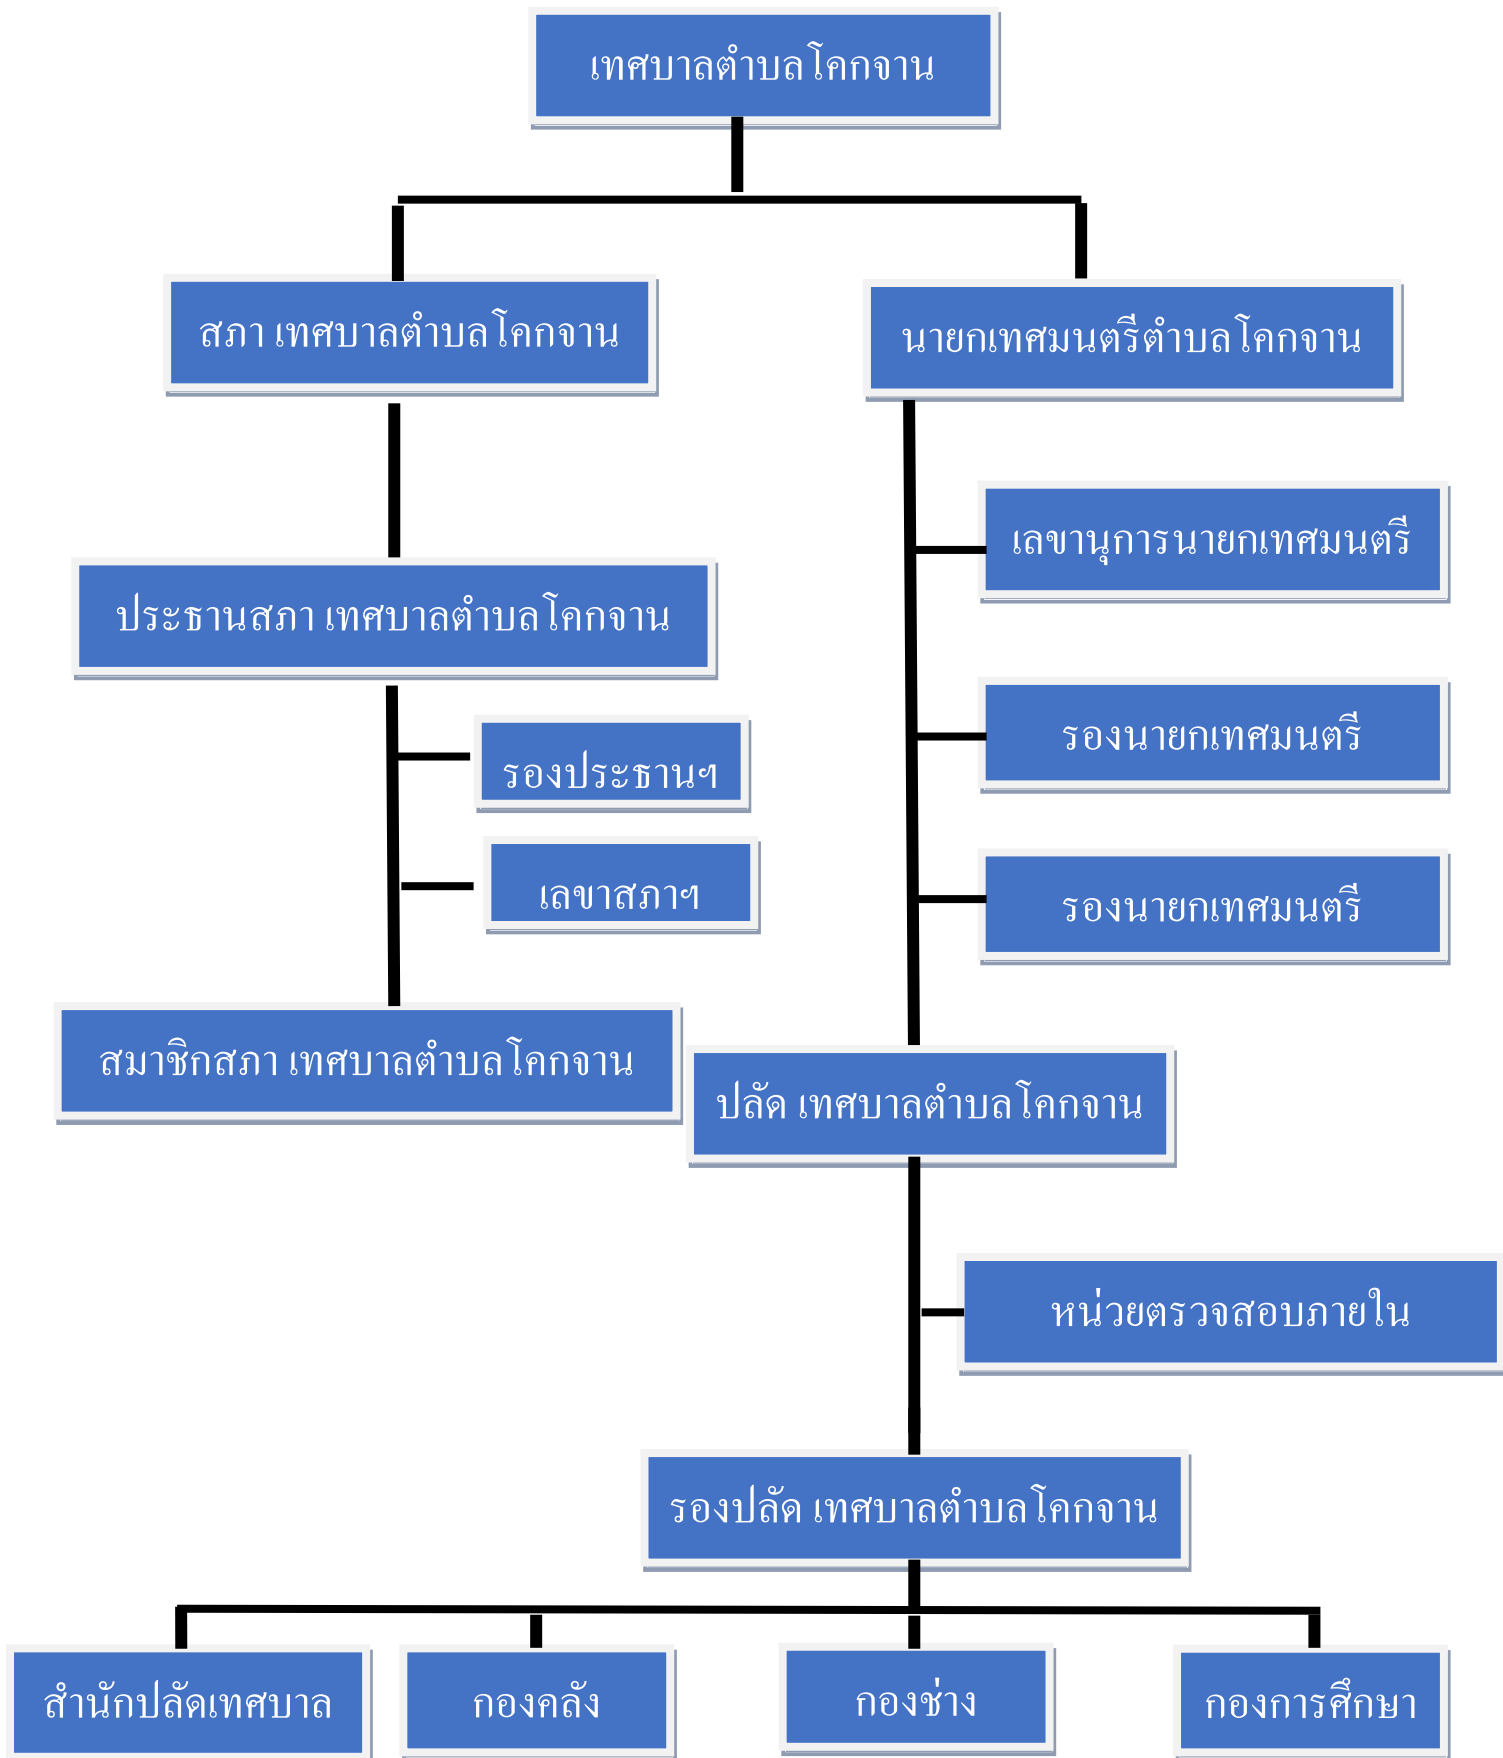 เทศบาลตำบลโคกจาน
สภา เทศบาลตำบลโคกจาน
นายกเทศมนตรีตำบลโคกจาน
เลขานุการนายกเทศมนตรี
ประธานสภา เทศบาลตำบลโคกจาน
รองนายกเทศมนตรี
รองประธานฯ
เลขาสภาฯ
รองนายกเทศมนตรี
สมาชิกสภา เทศบาลตำบลโคกจาน
ปลัด เทศบาลตำบลโคกจาน
หน่วยตรวจสอบภายใน
รองปลัด เทศบาลตำบลโคกจาน
สำนักปลัดเทศบาล
กองคลัง
กองช่าง
กองการศึกษา